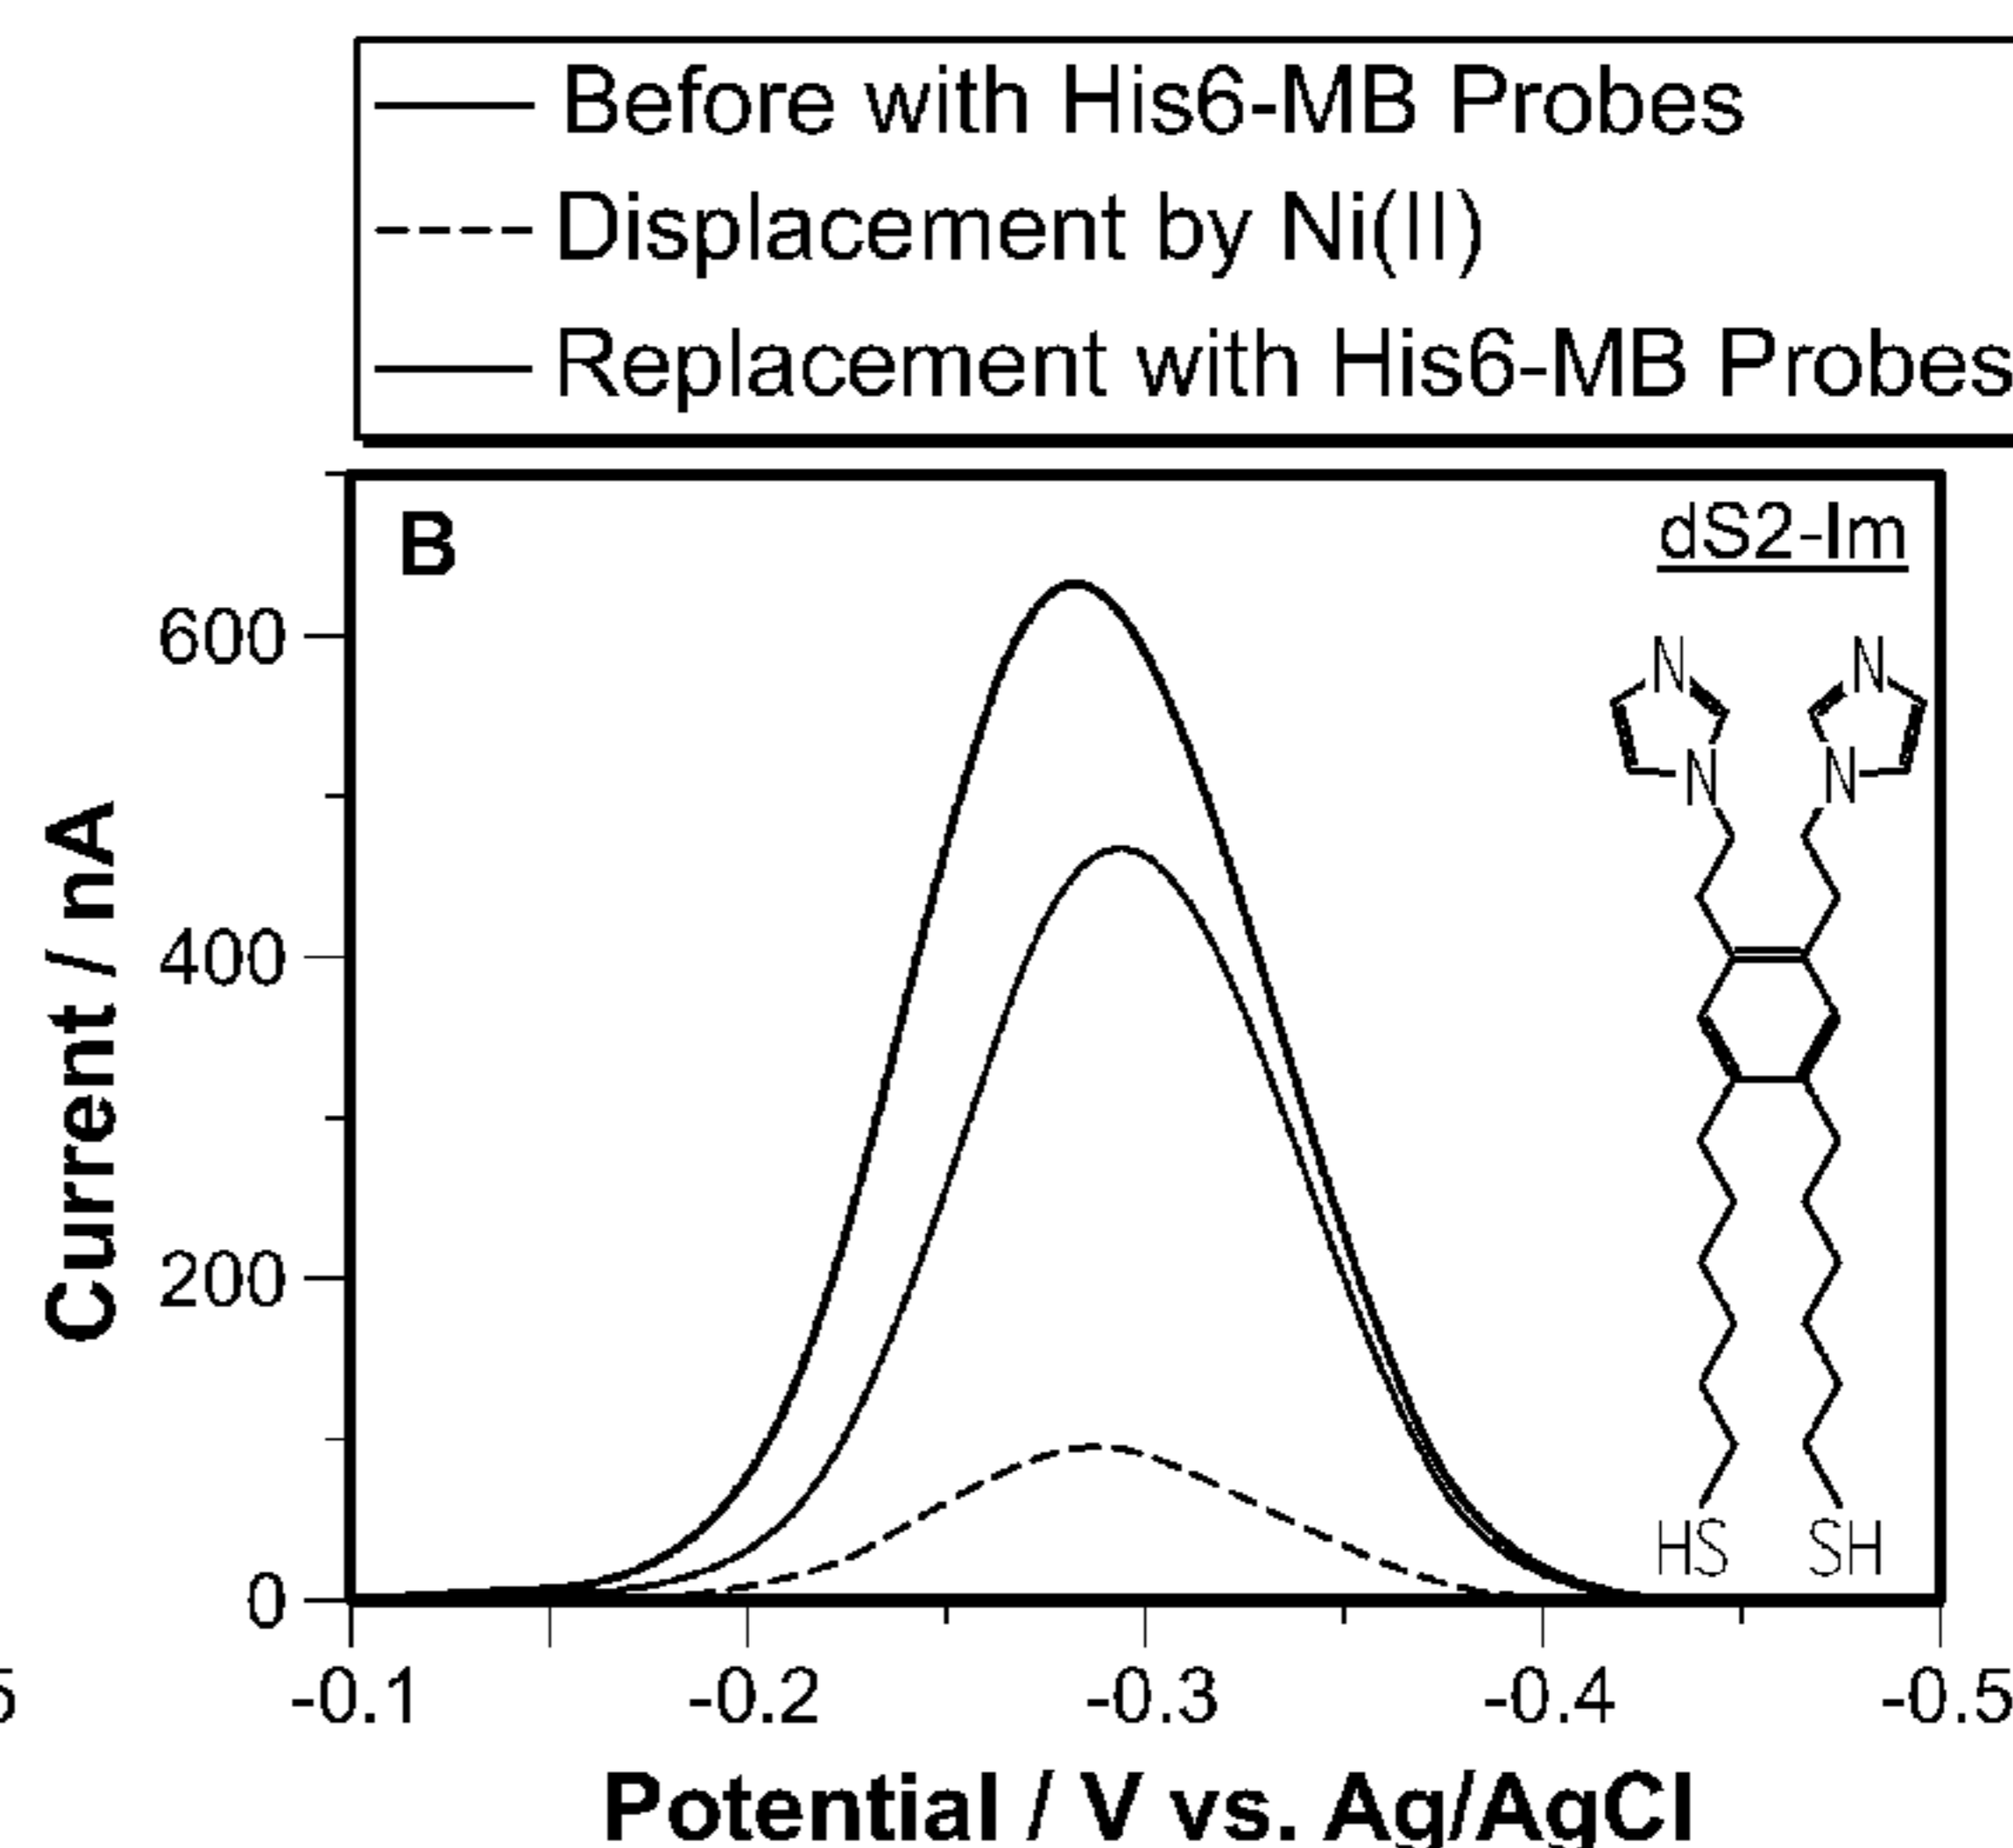 Before with His6-MB Probes
Displacement by Ni(II)
Replacement with His6-MB Probes
B
dS2-Im
N N
N N
HS SH
Current / nA
600
400
200
0
5
-0.1 -0.2 -0.3 -0.4 -0.5
Potential / V vs. Ag/AgCl